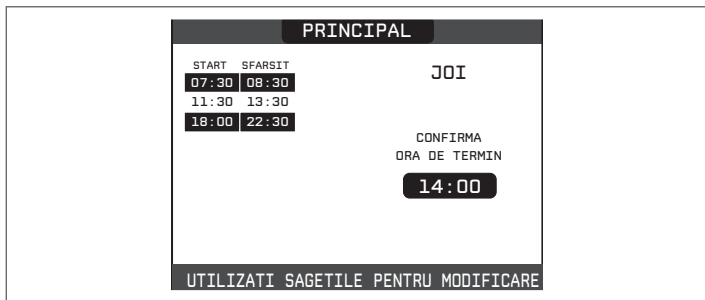 PRINCIPAL
START SFARSIT
07:30 08:30
11:30 13:30
18:00 22:30
JOI
CONFIRMA
ORA DE TERMIN
14:00
UTILIZATI SAGETILE PENTRU MODIFICARE